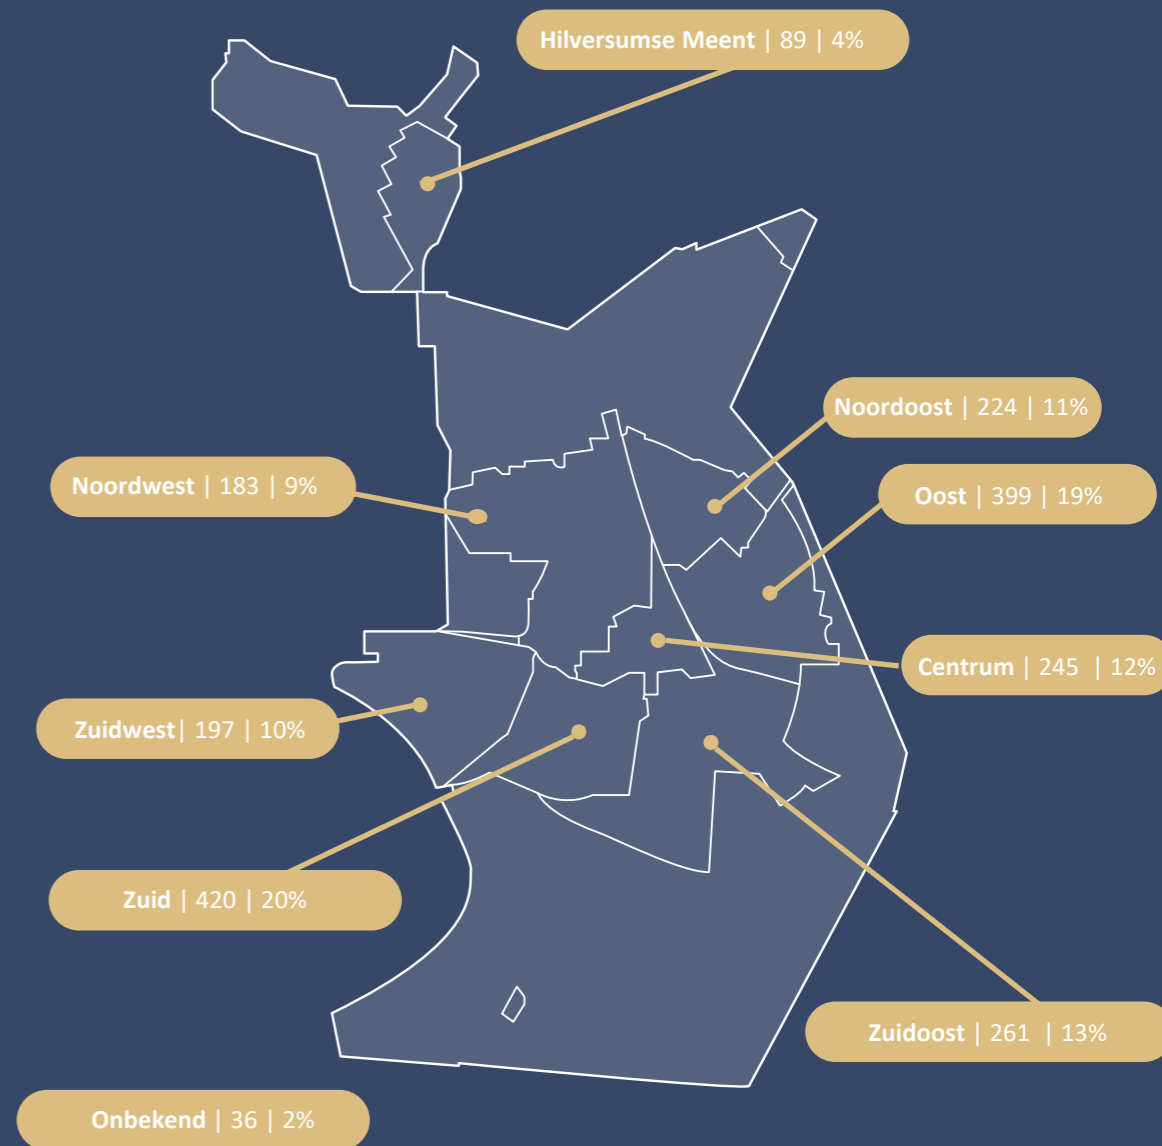 Hilversumse Meent | 89 | 4%
Noordoost | 224 | 11%
Noordwest | 183 | 9%
Oost | 399 | 19%
Centrum | 245 | 12%
Zuidwest| 197 | 10%
Zuid | 420 | 20%
Zuidoost | 261 | 13%
Onbekend | 36 | 2%